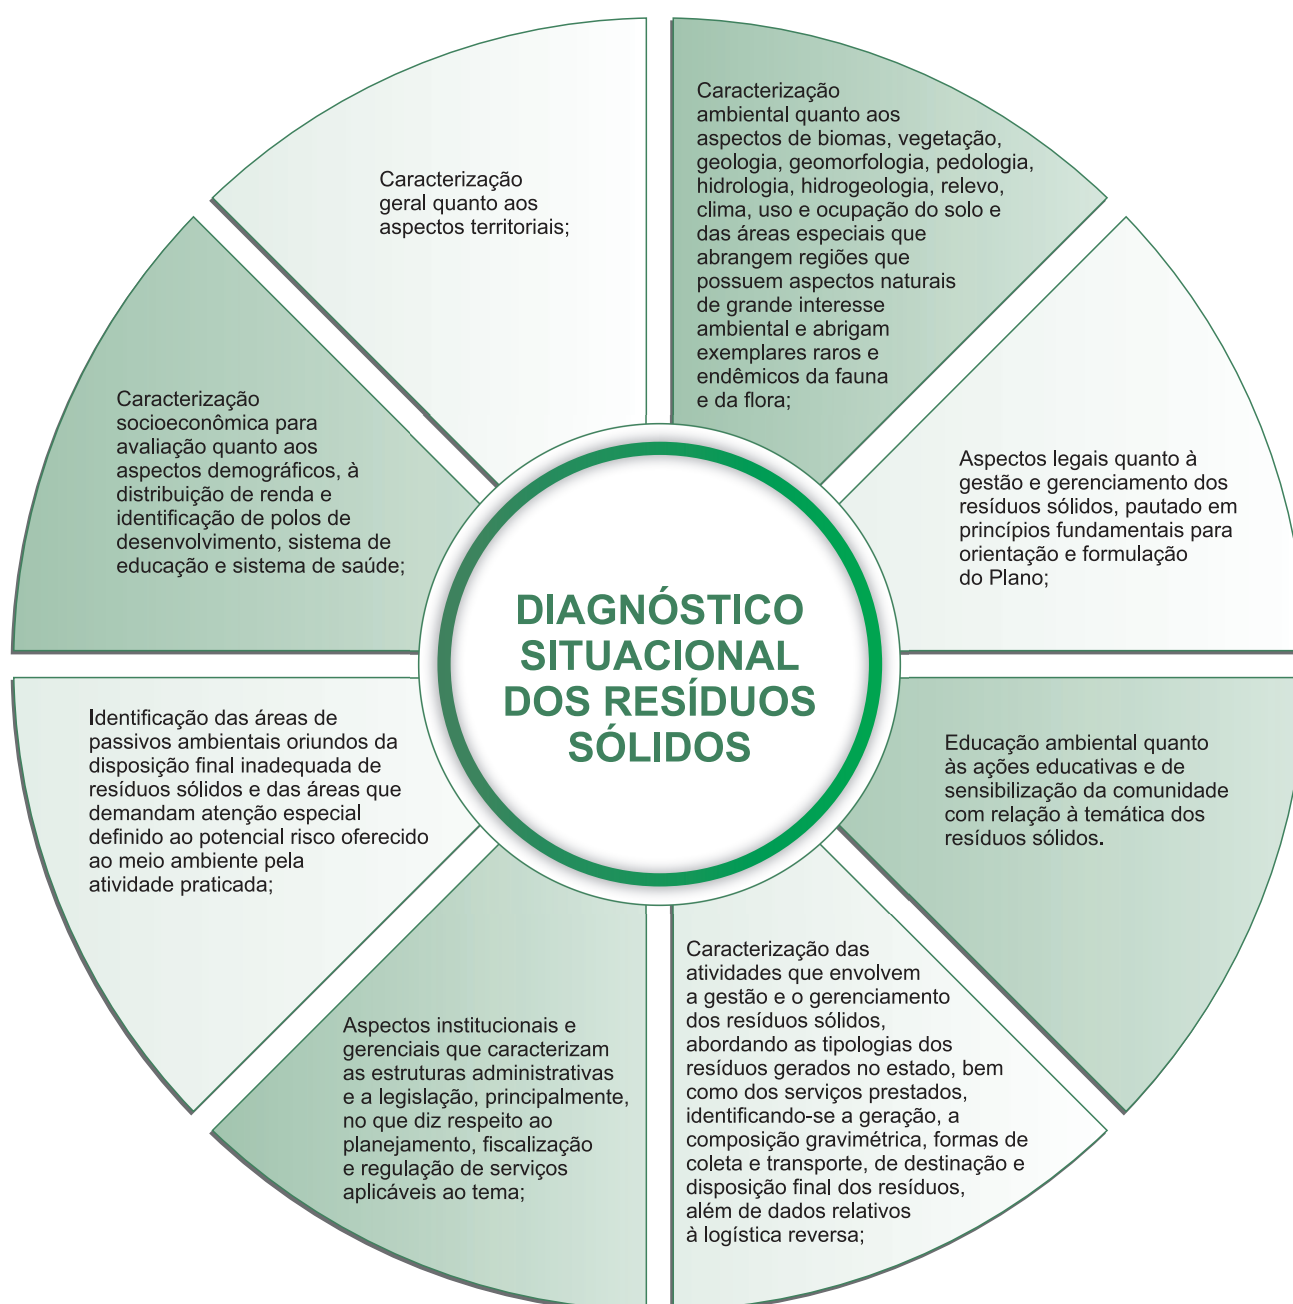 Caracterização
geral quanto aos
aspectos territoriais;
Caracterização
ambiental quanto aos
aspectos de biomas, vegetação,
geologia, geomorfologia, pedologia,
hidrologia, hidrogeologia, relevo,
clima, uso e ocupação do solo e
das áreas especiais que
abrangem regiões que
possuem aspectos naturais
de grande interesse
ambiental e abrigam
exemplares raros e
endêmicos da fauna
e da flora;
Aspectos legais quanto à
gestão e gerenciamento dos
resíduos sólidos, pautado em
princípios fundamentais para
orientação e formulação
do Plano;
Educação ambiental quanto
às ações educativas e de
sensibilização da comunidade
com relação à temática dos
resíduos sólidos.
Caracterização das
atividades que envolvem
a gestão e o gerenciamento
dos resíduos sólidos,
abordando as tipologias dos
resíduos gerados no estado, bem
como dos serviços prestados,
identificando-se a geração, a
composição gravimétrica, formas de
coleta e transporte, de destinação e
disposição final dos resíduos,
além de dados relativos
à logística reversa;
Aspectos institucionais e
gerenciais que caracterizam
as estruturas administrativas
e a legislação, principalmente,
no que diz respeito ao
planejamento, fiscalização
e regulação de serviços
aplicáveis ao tema;
Identificação das áreas de
passivos ambientais oriundos da
disposição final inadequada de
resíduos sólidos e das áreas que
demandam atenção especial
definido ao potencial risco oferecido
ao meio ambiente pela
atividade praticada;
Caracterização
socioeconômica para
avaliação quanto aos
aspectos demográficos, à
distribuição de renda e
identificação de polos de
desenvolvimento, sistema de
educação e sistema de saúde;
DIAGNÓSTICO
SITUACIONAL
DOS RESÍDUOS
SÓLIDOS